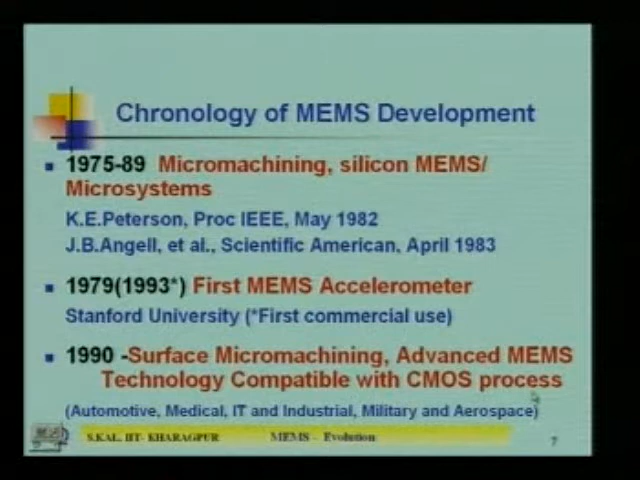 Chronology of MEMS Development
1975-89 Micromachining, silicon MEMS/
Microsystems
K.E.Peterson, Proc IEEE, May 1982
J.B.Angell, et al., Scientific American, April 1983
1979(1993*) First MEMS Accelerometer
Stanford University (*First commercial use)
1990 -Surface Micromachining, Advanced MEMS
Technology Compatible with CMOS process
(Automotive, Medical, IT and Industrial, Military and Aerospace)
S.KAL, IIT- KHARAGPUR MEMS - Evolution 7